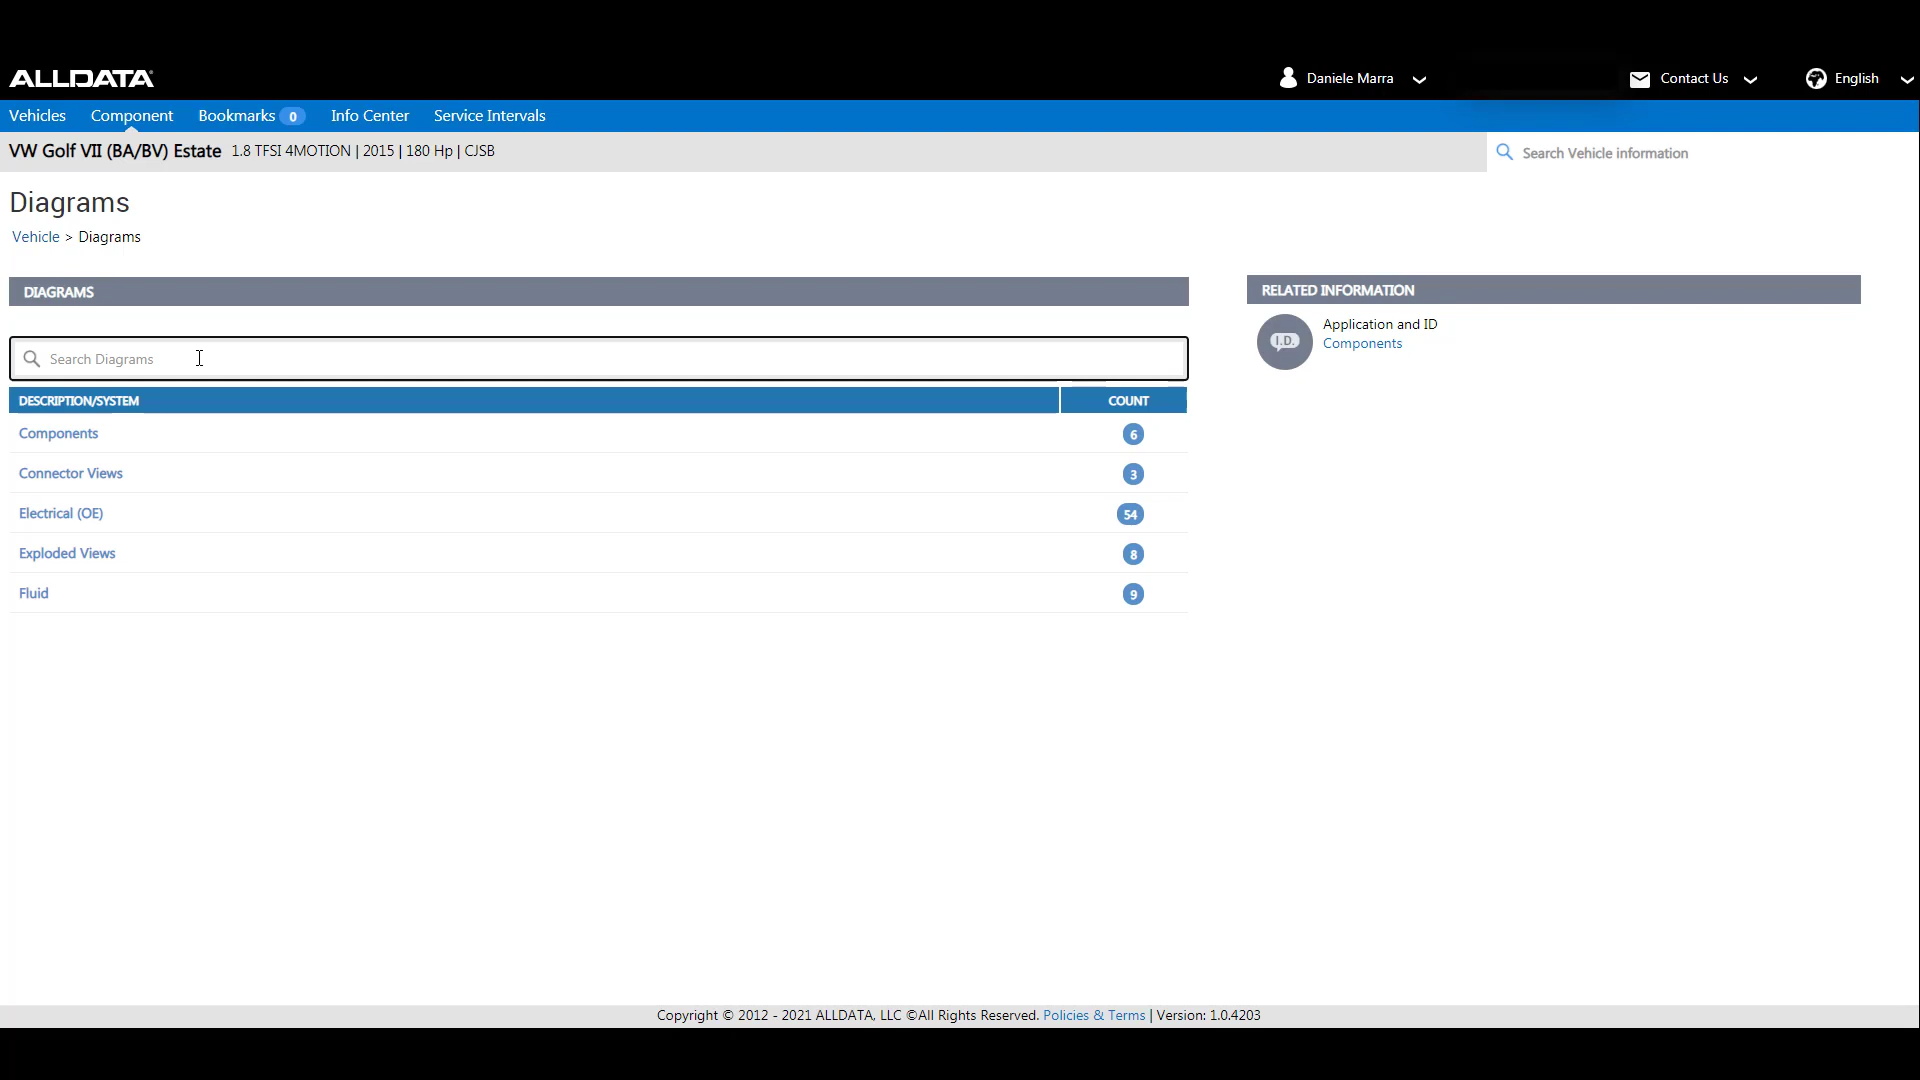 ALLDATA
Daniele Marra
Contact Us
English
Vehicles Component Bookmarks 0 Info Center Service Intervals
VW Golf VII (BA/BV) Estate 1.8 TFSI 4MOTION | 2015 | 180 Hp | CJSB
Search Vehicle information
Diagrams
Vehicle > Diagrams
DIAGRAMS
Search Diagrams
DESCRIPTION/SYSTEM COUNT
Components 6
Connector Views 3
Electrical (OE) 54
Exploded Views 8
Fluid 9
RELATED INFORMATION
I.D.
Application and ID
Components
Copyright © 2012 - 2021 ALLDATA, LLC ©All Rights Reserved. Policies & Terms | Version: 1.0.4203